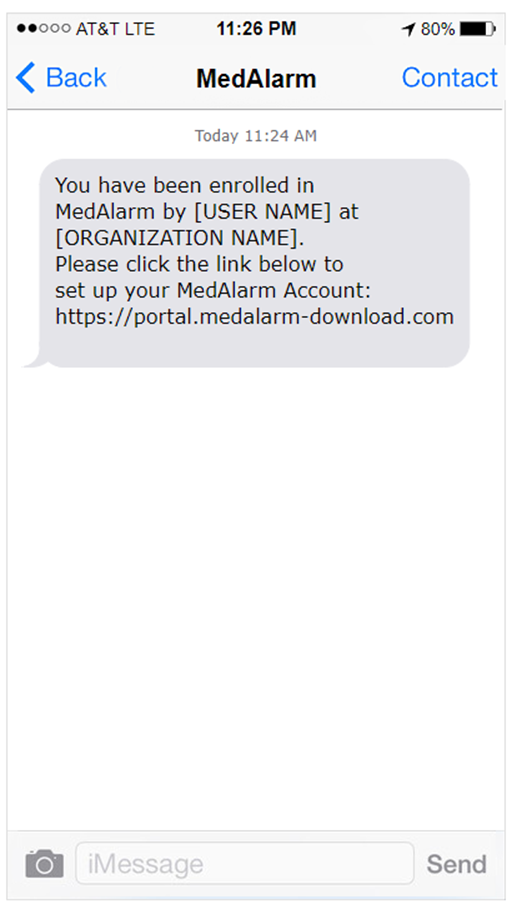 AT&T LTE 11:26 PM 80%
Back MedAlarm Contact
Today 11:24 AM
You have been enrolled in
MedAlarm by [USER NAME] at
[ORGANIZATION NAME].
Please click the link below to
set up your MedAlarm Account:
https://portal.medalarm-download.com
iMessage Send